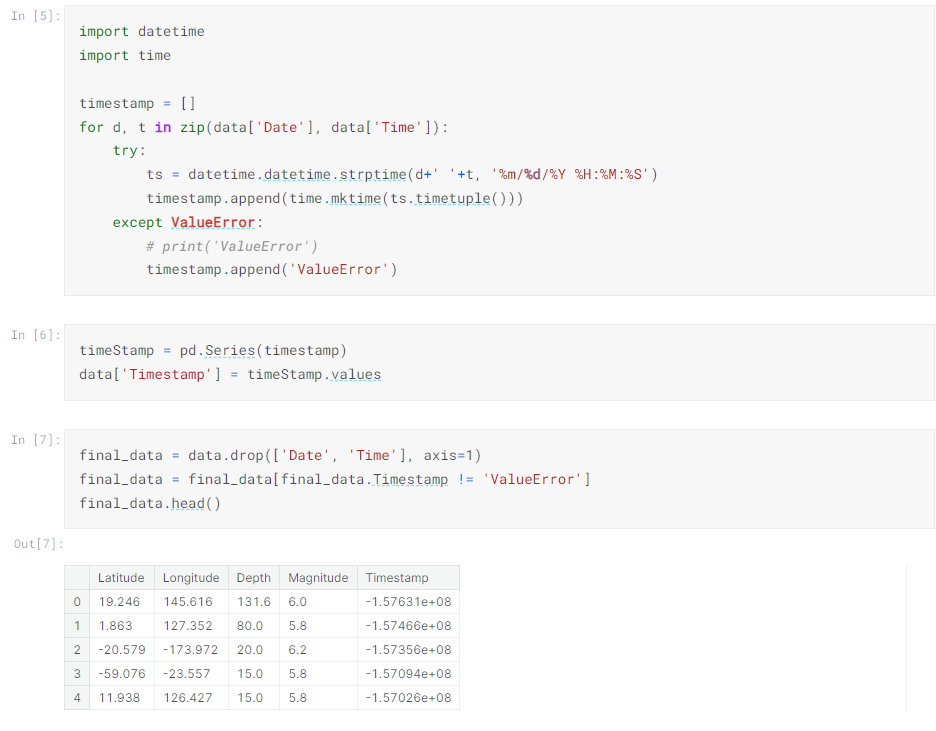 In [5]:
import datetime
import time
timestamp = []
for d, t in zip(data['Date'], data['Time']):
    try:
        ts = datetime.datetime.strptime(d+' '+t, '%m/%d/%Y %H:%M:%S')
        timestamp.append(time.mktime(ts.timetuple()))
    except ValueError:
        # print('ValueError')
        timestamp.append('ValueError')
In [6]:
timeStamp = pd.Series(timestamp)
data['Timestamp'] = timeStamp.values
In [7]:
final_data = data.drop(['Date', 'Time'], axis=1)
final_data = final_data[final_data.Timestamp != 'ValueError']
final_data.head()
Out[7]:
Latitude Longitude Depth Magnitude Timestamp
0 19.246 145.616 131.6 6.0 -1.57631e+08
1 1.863 127.352 80.0 5.8 -1.57466e+08
2 -20.579 -173.972 20.0 6.2 -1.57356e+08
3 -59.076 -23.557 15.0 5.8 -1.57094e+08
4 11.938 126.427 15.0 5.8 -1.57026e+08